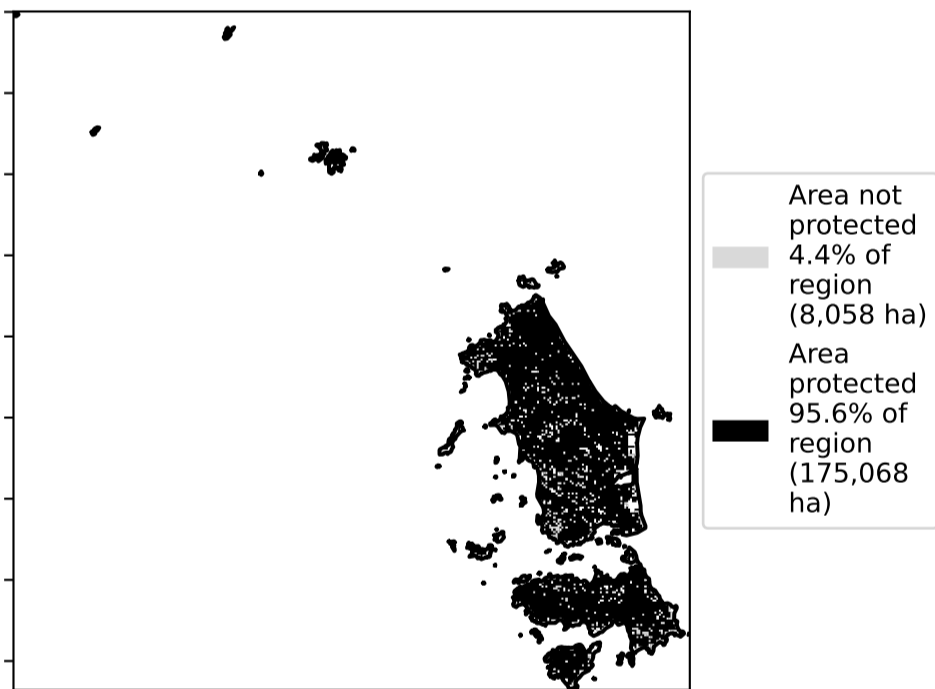 Area not
protected
4.4% of
region
(8,058 ha)
Area
protected
95.6% of
region
(175,068
ha)